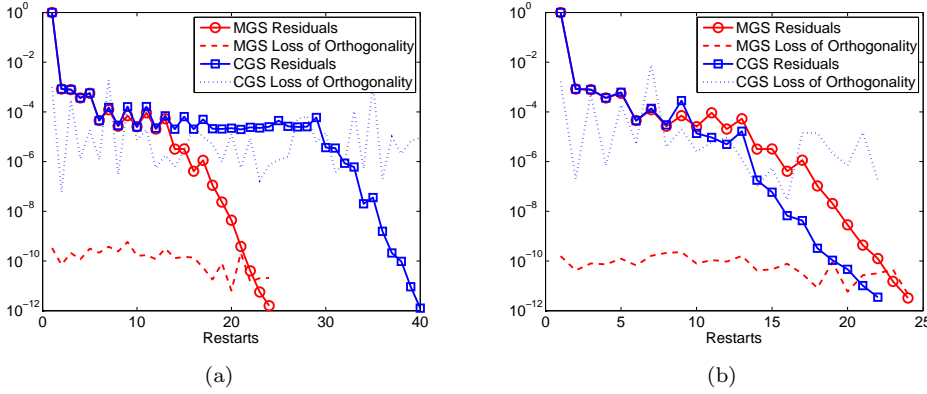 10^0
10^-2
10^-4
10^-6
10^-8
10^-10
10^-12
0 10 20 30 40
Restarts
MGS Residuals
MGS Loss of Orthogonality
CGS Residuals
CGS Loss of Orthogonality
(a)
10^0
10^-2
10^-4
10^-6
10^-8
10^-10
10^-12
0 5 10 15 20 25
Restarts
MGS Residuals
MGS Loss of Orthogonality
CGS Residuals
CGS Loss of Orthogonality
(b)